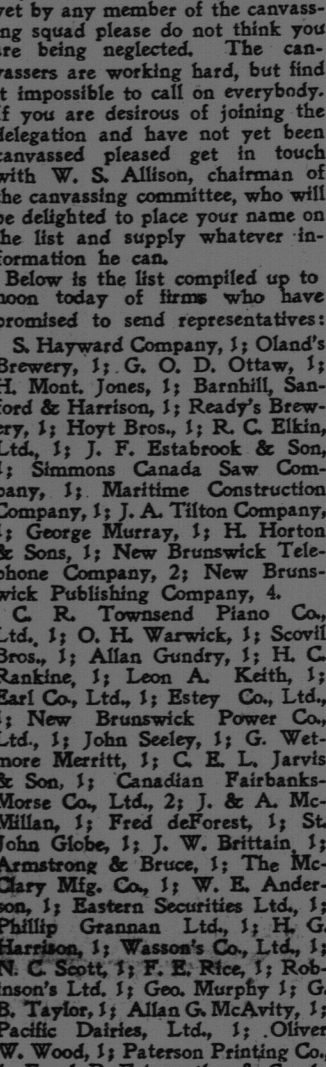 yet by any member of the canvass-
ing squad please do not think you
are being neglected. The can-
vassers are working hard, but find
it impossible to call on everybody.
If you are desirous of joining the
delegation and have not yet been
canvassed pleased get in touch
with W. S. Allison, chairman of
the canvassing committee, who will
be delighted to place your name on
the list and supply whatever in-
formation he can.
Below is the list compiled up to
noon today of firms who have
promised to send representatives:
S. Hayward Company, 1; Oland's
Brewery, 1; G. O. D. Ottaw, 1;
H. Mont. Jones, 1; Barnhill, San-
ford & Harrison, 1; Ready's Brew-
ery, 1; Hoyt Bros., 1; R. C. Elkin,
Ltd., 1; J. F. Estabrook & Son,
1; Simmons Canada Saw Com-
pany, 1; Maritime Construction
Company, 1; J. A. Tilton Company,
1; George Murray, 1; H. Horton
& Sons, 1; New Brunswick Tele-
phone Company, 2; New Bruns-
wick Publishing Company, 4.
C. R. Townsend Piano Co.,
Ltd., 1; O. H. Warwick, 1; Scovil
Bros., 1; Allan Gundry, 1; H. C.
Rankine, 1; Leon A. Keith, 1;
Earl Co., Ltd., 1; Estey Co., Ltd.,
1; New Brunswick Power Co.,
Ltd., 1; John Seeley, 1; G. Wet-
more Merritt, 1; C. E. L. Jarvis
& Son, 1; Canadian Fairbanks-
Morse Co., Ltd., 2; J. & A. Mc-
Millan, 1; Fred deForest, 1; St.
John Globe, 1; J. W. Brittain, 1;
Armstrong & Bruce, 1; The Mc-
Clary Mfg. Co., 1; W. E. Ander-
son, 1; Eastern Securities Ltd., 1;
Phillip Grannan Ltd., 1; H. G.
Harrison, 1; Wasson's Co., Ltd., 1;
N. C. Scott, 1; F. E. Rice, 1; Rob-
inson's Ltd. 1; Geo. Murphy 1; G.
B. Taylor, 1; Allan G. McAvity, 1;
Pacific Dairies, Ltd., 1; Oliver
W. Wood, 1; Paterson Printing Co.,